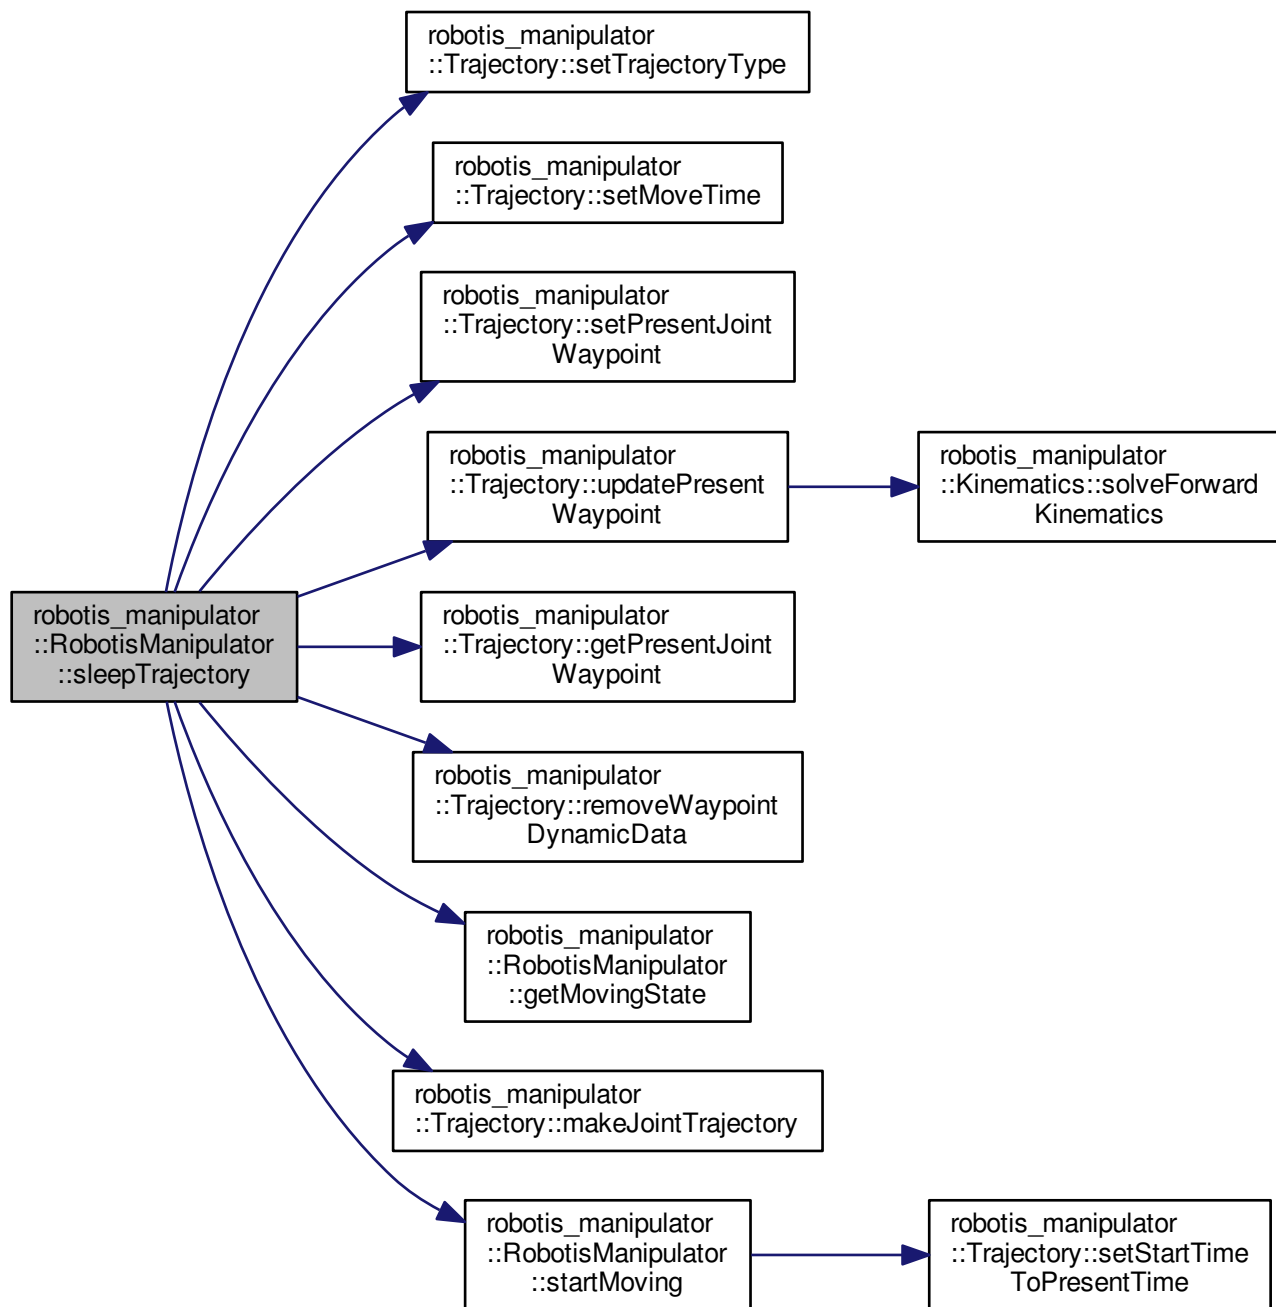 robotis_manipulator
::Trajectory::setTrajectoryType
robotis_manipulator
::Trajectory::setMoveTime
robotis_manipulator
::Trajectory::setPresentJoint
Waypoint
robotis_manipulator
::Trajectory::updatePresent
Waypoint
robotis_manipulator
::Kinematics::solveForward
Kinematics
robotis_manipulator
::RobotisManipulator
::sleepTrajectory
robotis_manipulator
::Trajectory::getPresentJoint
Waypoint
robotis_manipulator
::Trajectory::removeWaypoint
DynamicData
robotis_manipulator
::RobotisManipulator
::getMovingState
robotis_manipulator
::Trajectory::makeJointTrajectory
robotis_manipulator
::RobotisManipulator
::startMoving
robotis_manipulator
::Trajectory::setStartTime
ToPresentTime